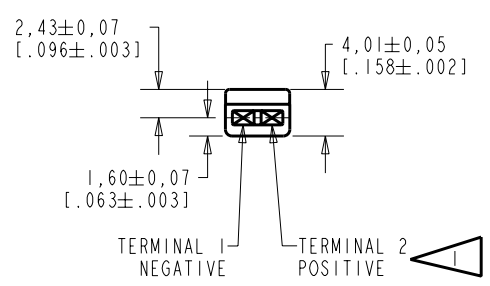 2,43±0,07
[.096±.003]
4,01±0,05
[.158±.002]
1,60±0,07
[.063±.003]
TERMINAL 1
NEGATIVE
TERMINAL 2
POSITIVE
1